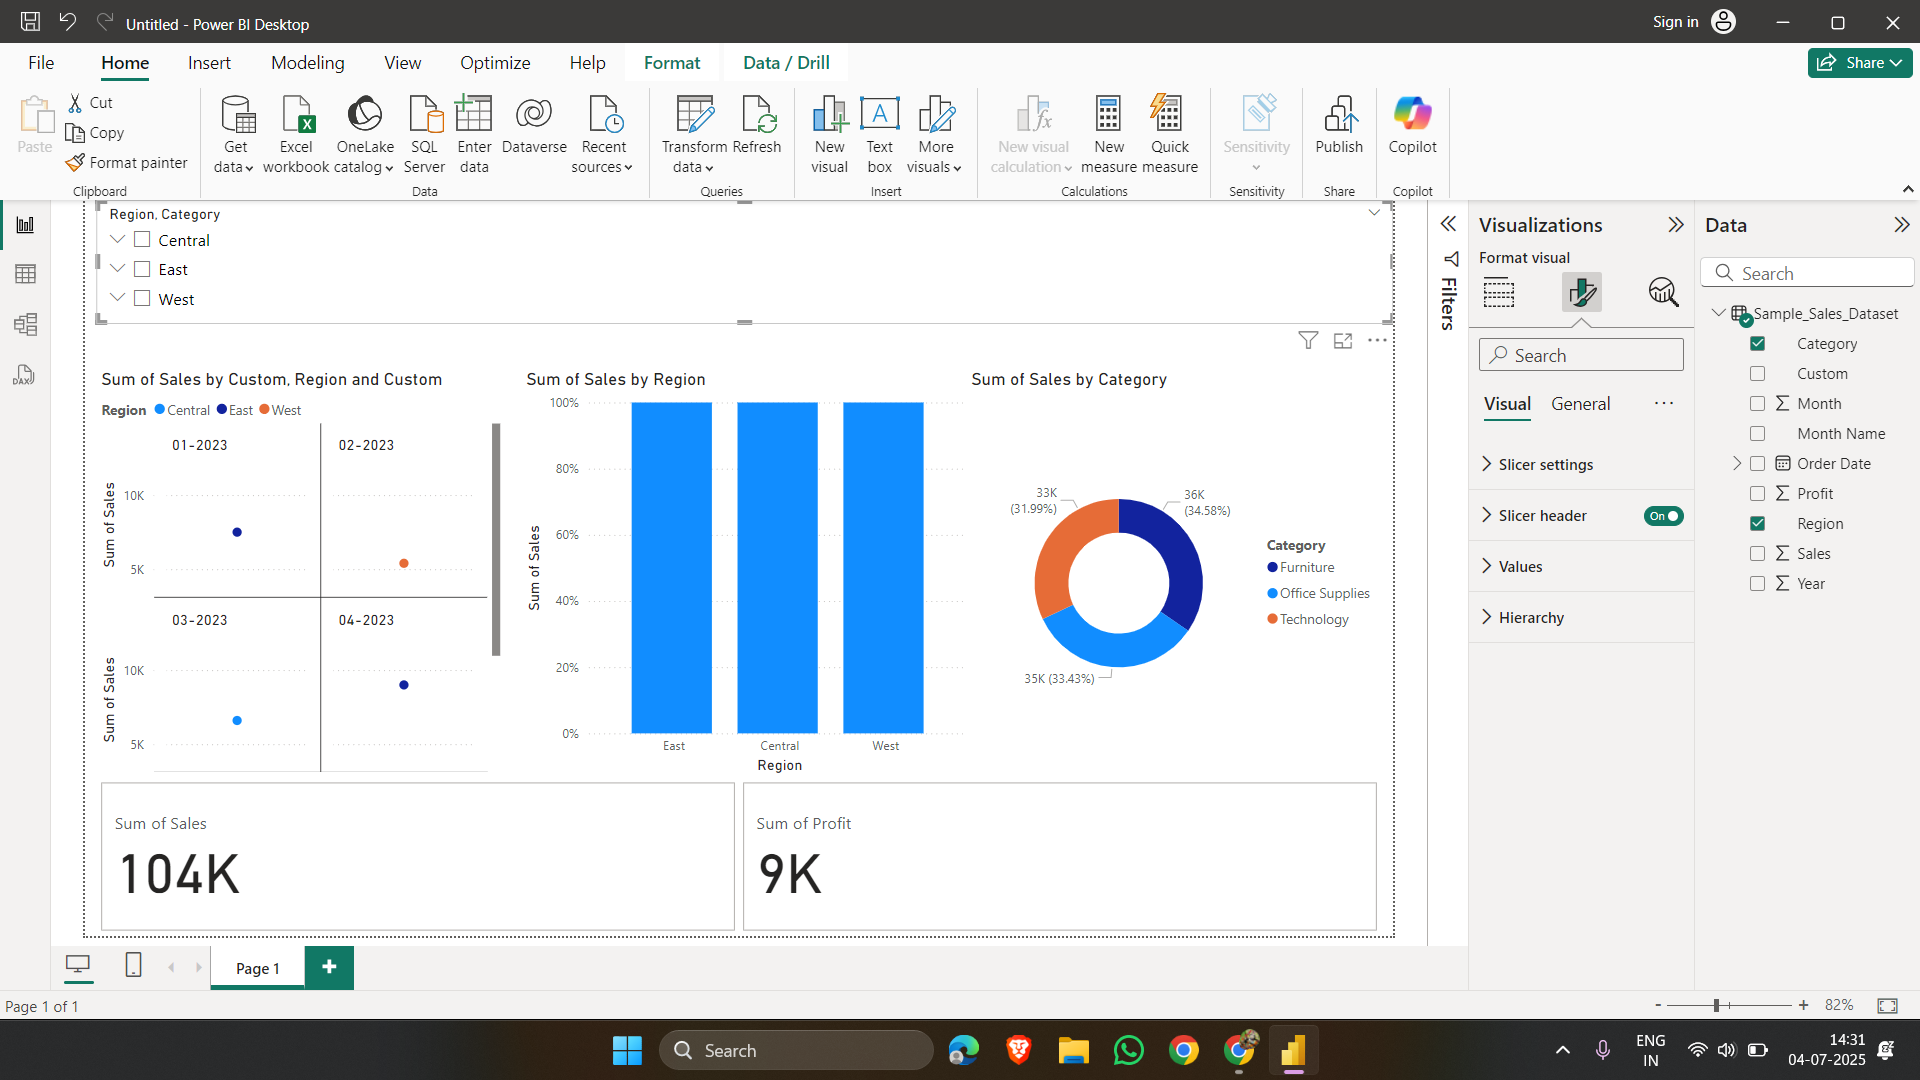 Untitled - Power BI Desktop
Sign in
File Home Insert Modeling View Optimize Help Format Data / Drill
Share
Paste
Cut
Copy
Format painter
Clipboard
Get data
Excel workbook
OneLake catalog
SQL Server
Enter data
Dataverse
Recent sources
Data
Transform data
Refresh
Queries
New visual
Text box
More visuals
Insert
New visual calculation
New measure
Quick measure
Calculations
Sensitivity
Sensitivity
Publish
Share
Copilot
Copilot
Region, Category
Central
East
West
Sum of Sales by Custom, Region and Custom
Region Central East West
01-2023
02-2023
Sum of Sales
10K
5K
03-2023
04-2023
Sum of Sales
10K
5K
Sum of Sales by Region
100%
80%
60%
40%
20%
0%
Sum of Sales
East Central West
Region
Sum of Sales by Category
33K
(31.99%)
36K
(34.58%)
35K (33.43%)
Category
Furniture
Office Supplies
Technology
Sum of Sales
104K
Sum of Profit
9K
Filters
Visualizations
Format visual
Search
Visual General
Slicer settings
Slicer header On
Values
Hierarchy
Data
Search
Sample_Sales_Dataset
Category
Custom
Month
Month Name
Order Date
Profit
Region
Sales
Year
DAX
Page 1
Page 1 of 1
- + 82%
Search
ENG
IN
14:31
04-07-2025